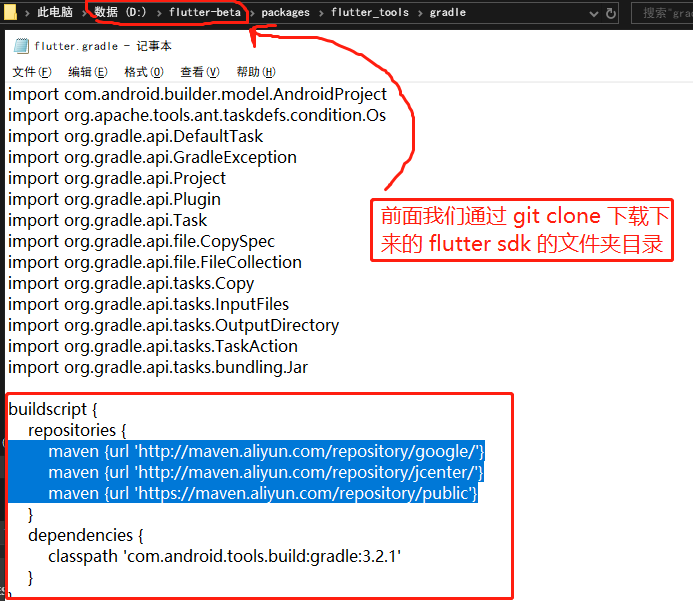 此电脑 › 数据 (D:) › flutter-beta › packages › flutter_tools › gradle
搜索"gra
flutter.gradle - 记事本
文件(F) 编辑(E) 格式(O) 查看(V) 帮助(H)
import com.android.builder.model.AndroidProject
import org.apache.tools.ant.taskdefs.condition.Os
import org.gradle.api.DefaultTask
import org.gradle.api.GradleException
import org.gradle.api.Project
import org.gradle.api.Plugin
import org.gradle.api.Task
import org.gradle.api.file.CopySpec
import org.gradle.api.file.FileCollection
import org.gradle.api.tasks.Copy
import org.gradle.api.tasks.InputFiles
import org.gradle.api.tasks.OutputDirectory
import org.gradle.api.tasks.TaskAction
import org.gradle.api.tasks.bundling.Jar
前面我们通过 git clone 下载下
来的 flutter sdk 的文件夹目录
buildscript {
repositories {
maven {url 'http://maven.aliyun.com/repository/google/'}
maven {url 'http://maven.aliyun.com/repository/jcenter/'}
maven {url 'https://maven.aliyun.com/repository/public'}
}
dependencies {
classpath 'com.android.tools.build:gradle:3.2.1'
}